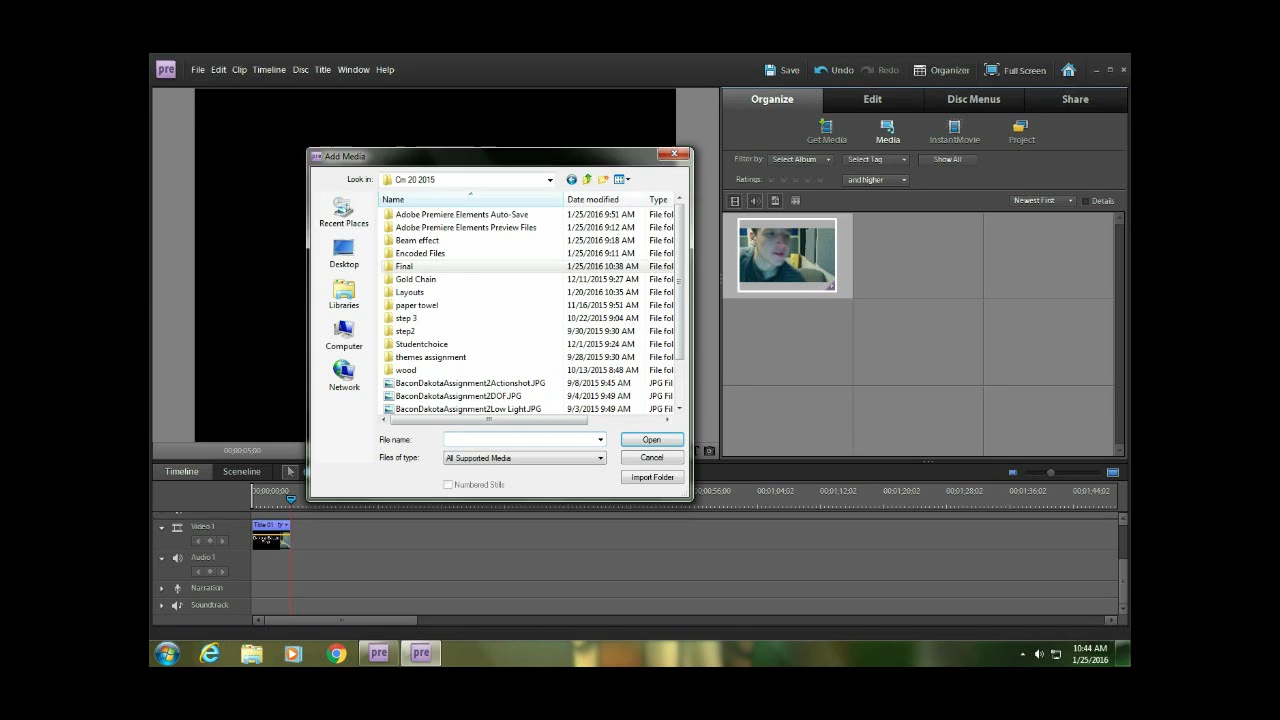 pre File Edit Clip Timeline Disc Title Window Help Save Undo Redo Organizer Full Screen
Organize Edit Disc Menus Share
Get Media Media InstantMovie Project
Filter by: Select Album Select Tag Show All
Ratings: and higher
Newest First Details
pre Add Media
Look in: Cm 20 2015
Name Date modified Type
Adobe Premiere Elements Auto-Save 1/25/2016 9:51 AM File fol
Adobe Premiere Elements Preview Files 1/25/2016 9:12 AM File fol
Beam effect 1/25/2016 9:18 AM File fol
Encoded Files 1/25/2016 9:11 AM File fol
Final 1/25/2016 10:38 AM File fol
Gold Chain 12/11/2015 9:27 AM File fol
Layouts 1/20/2016 10:35 AM File fol
paper towel 11/16/2015 9:51 AM File fol
step 3 10/22/2015 9:04 AM File fol
step2 9/30/2015 9:30 AM File fol
Studentchoice 12/1/2015 9:24 AM File fol
themes assignment 9/28/2015 9:30 AM File fol
wood 10/13/2015 8:48 AM File fol
BaconDakotaAssignment2Actionshot.JPG 9/8/2015 9:45 AM JPG Fil
BaconDakotaAssignment2DOF.JPG 9/4/2015 9:49 AM JPG Fil
BaconDakotaAssignment2Low Light.JPG 9/3/2015 9:49 AM JPG Fil
Recent Places
Desktop
Libraries
Computer
Network
File name: Open
Files of type: All Supported Media Cancel
Numbered Stills Import Folder
00;00;05;00
Timeline Sceneline
00;00;00;00 00;56;00 00;01;04;02 00;01;12;02 00;01;20;02 00;01;28;02 00;01;36;02 00;01;44;02
Video 1 Title 01
Audio 1
Narration
Soundtrack
pre pre 10:44 AM
1/25/2016